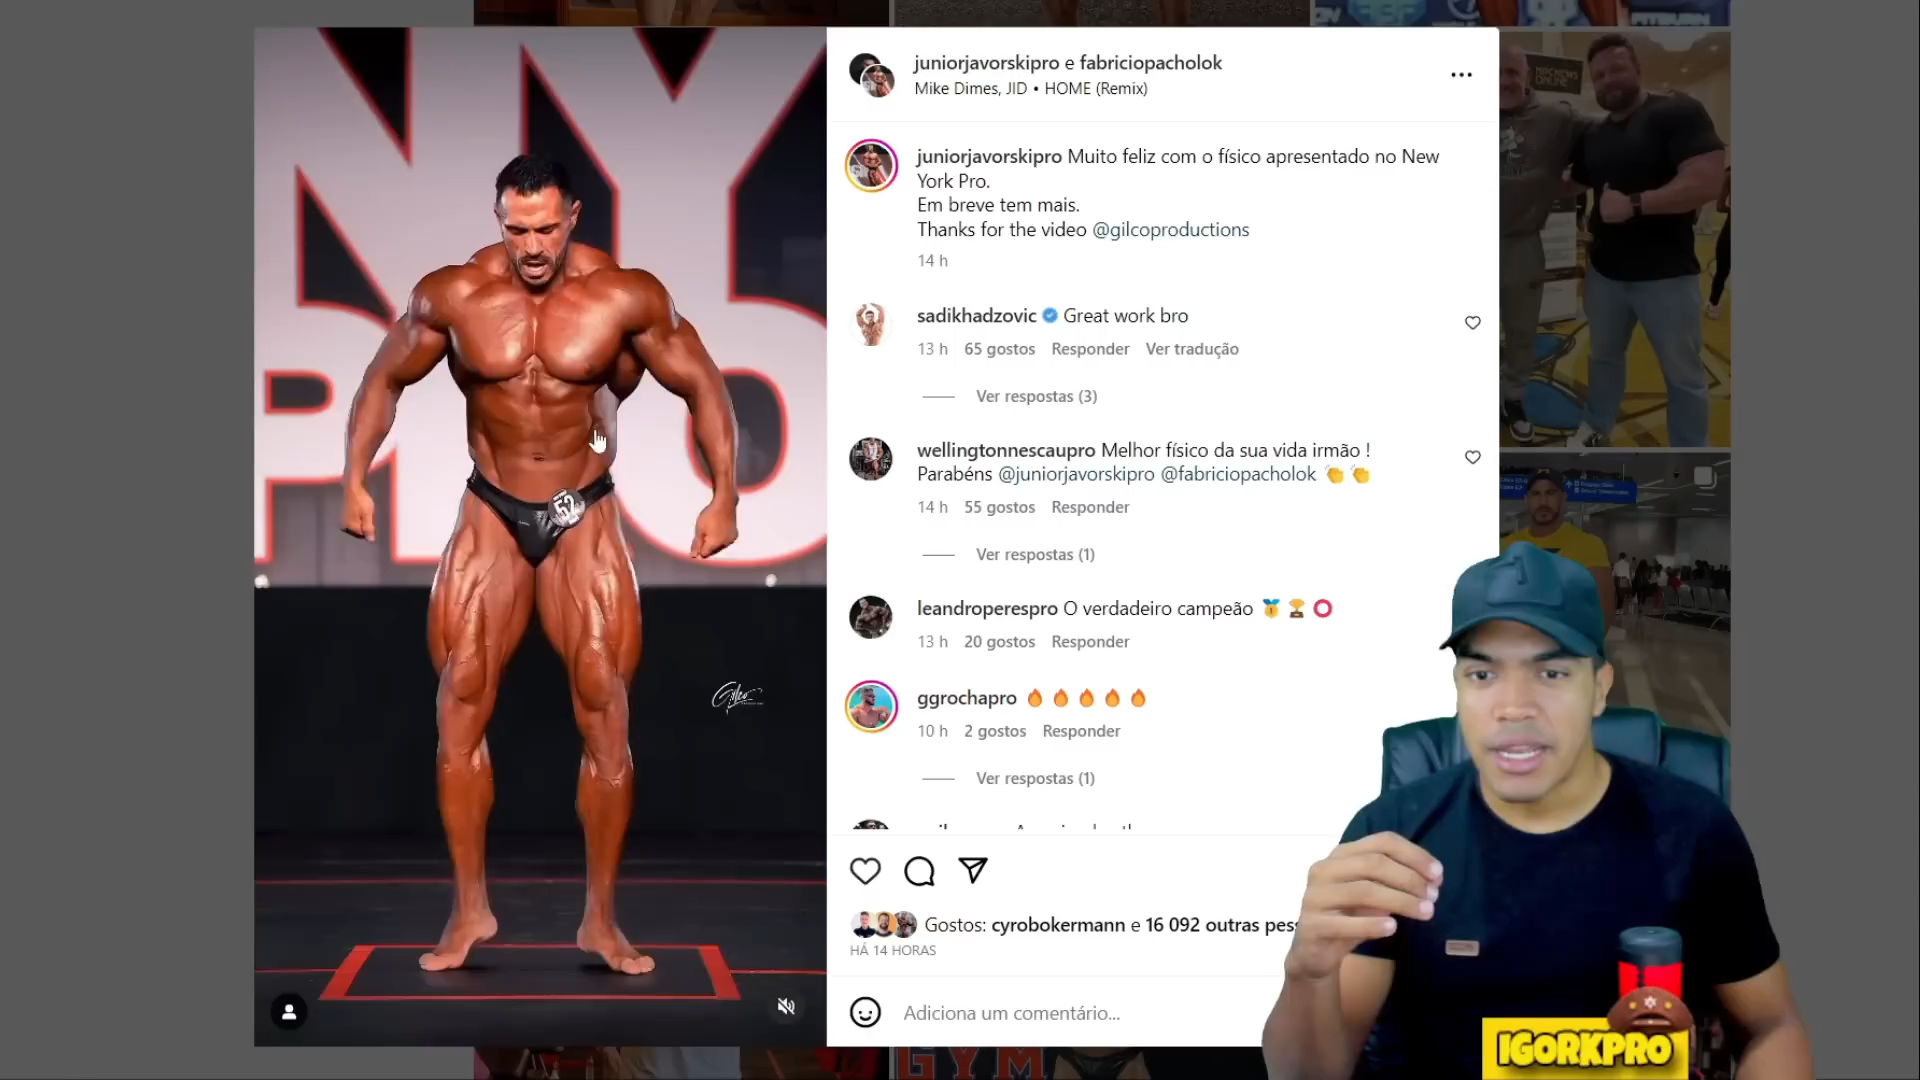 NY
PRO
52
Gilco
juniorjavorskipro e fabriciopacholok
Mike Dimes, JID • HOME (Remix)
juniorjavorskipro Muito feliz com o físico apresentado no New
York Pro.
Em breve tem mais.
Thanks for the video @gilcoproductions
14 h
sadikhadzovic Great work bro
13 h 65 gostos Responder Ver tradução
Ver respostas (3)
wellingtonnescaupro Melhor físico da sua vida irmão !
Parabéns @juniorjavorskipro @fabriciopacholok 👏 👏
14 h 55 gostos Responder
Ver respostas (1)
leandroperespro O verdadeiro campeão 🥇 🏆 ⭕
13 h 20 gostos Responder
ggrochapro 🔥 🔥 🔥 🔥 🔥
10 h 2 gostos Responder
Ver respostas (1)
Gostos: cyrobokermann e 16 092 outras pes
HÁ 14 HORAS
Adiciona um comentário...
IGORKPRO
GYM